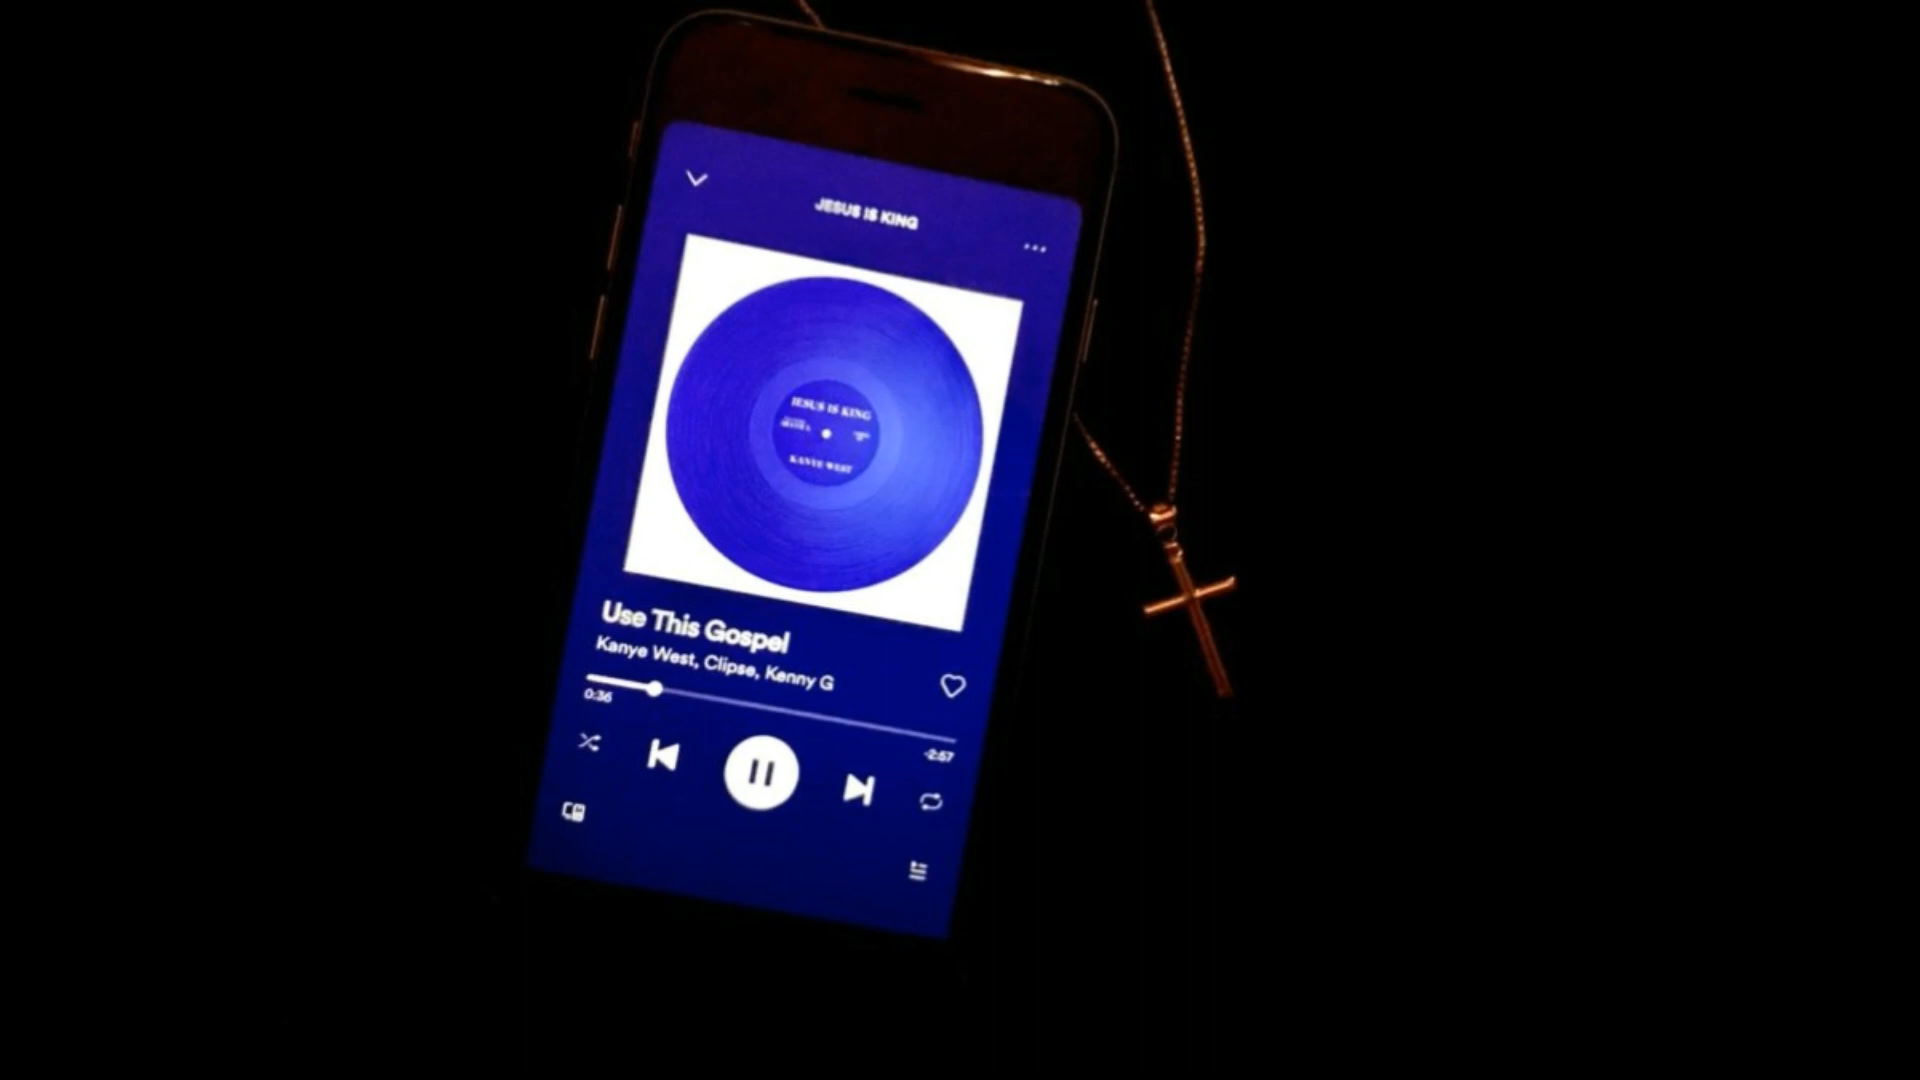 JESUS IS KING
JESUS IS KING
KANYE WEST
Use This Gospel
Kanye West, Clipse, Kenny G
0:36
-2:57